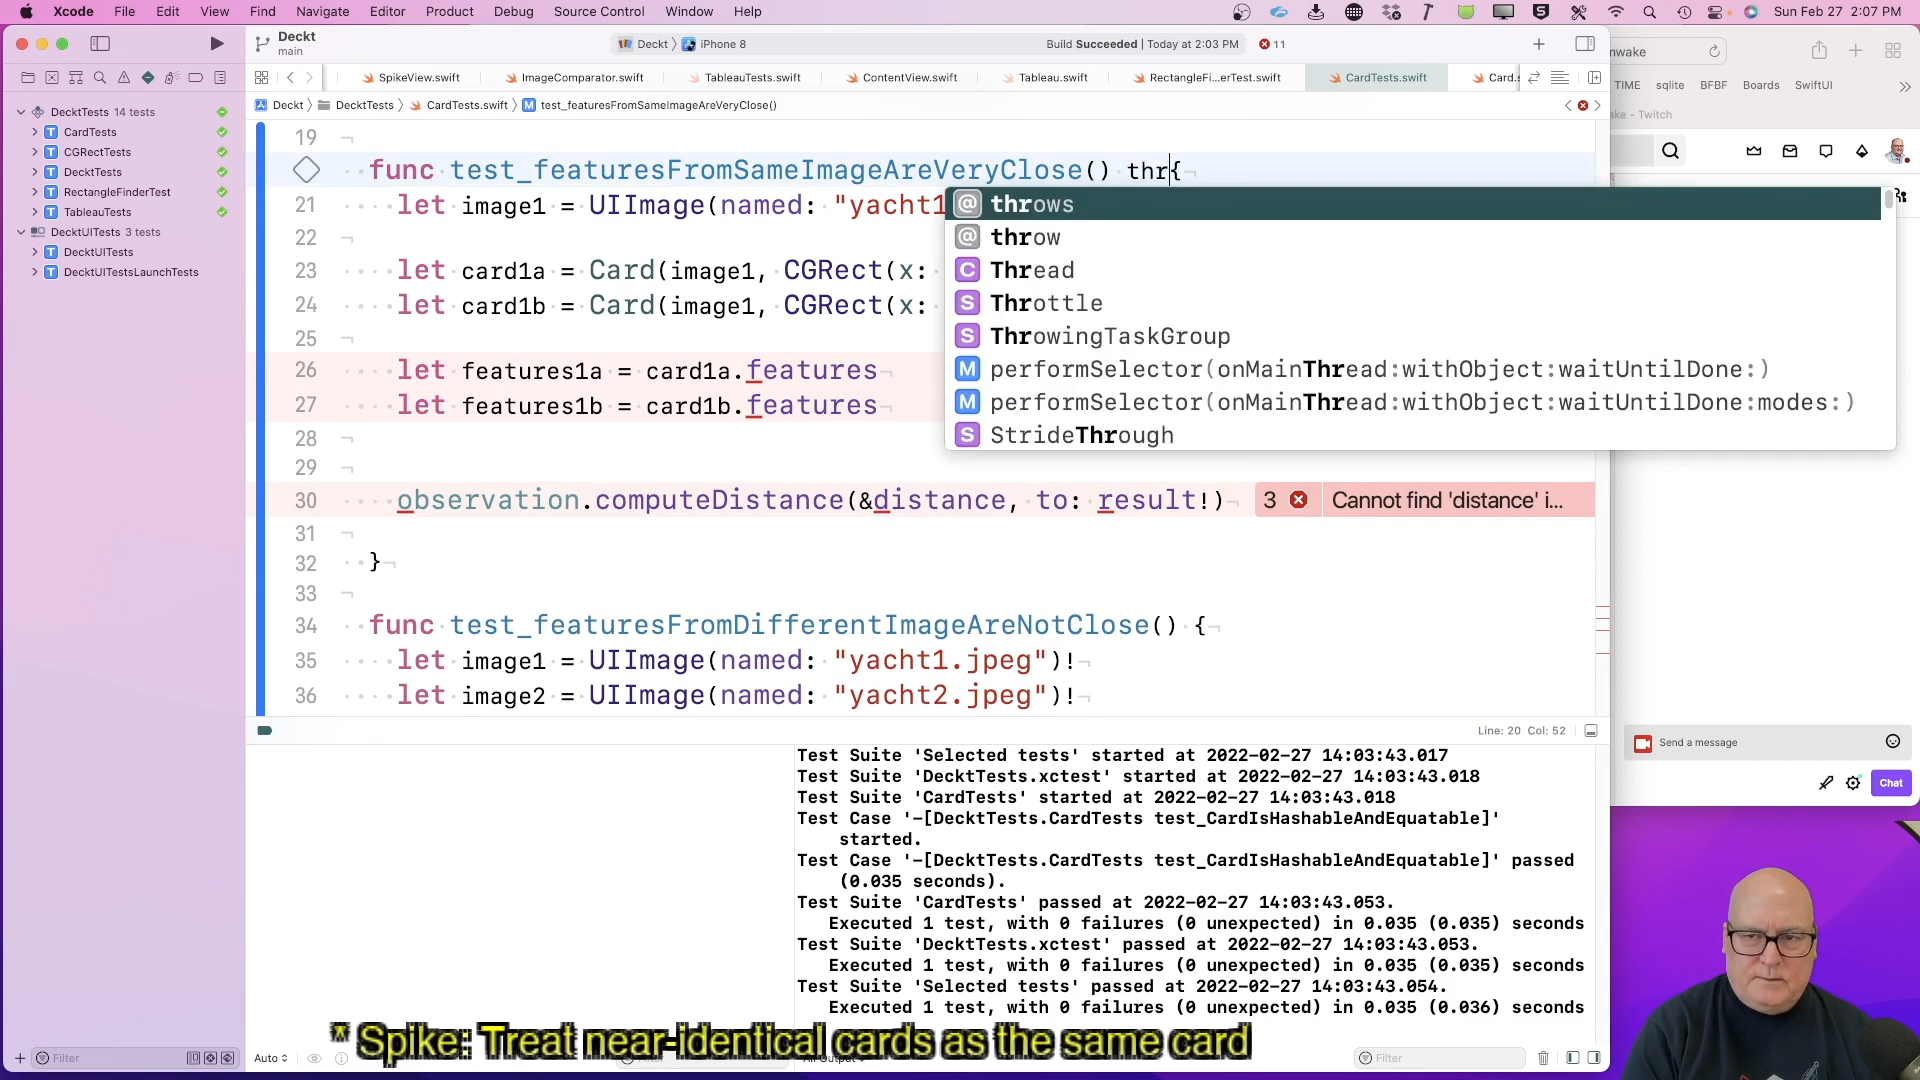 Xcode File Edit View Find Navigate Editor Product Debug Source Control Window Help
Sun Feb 27 2:07 PM
Deckt
main
Deckt iPhone 8
Build Succeeded | Today at 2:03 PM
11
SpikeView.swift ImageComparator.swift TableauTests.swift ContentView.swift Tableau.swift RectangleFi...erTest.swift CardTests.swift Card.s
Deckt DecktTests CardTests.swift test_featuresFromSameImageAreVeryClose()
DecktTests 14 tests
CardTests
CGRectTests
DecktTests
RectangleFinderTest
TableauTests
DecktUITests 3 tests
DecktUITests
DecktUITestsLaunchTests
19
func test_featuresFromSameImageAreVeryClose() thr{
21 let image1 = UIImage(named: "yacht1
22
23 let card1a = Card(image1, CGRect(x:
24 let card1b = Card(image1, CGRect(x:
25
26 let features1a = card1a.features
27 let features1b = card1b.features
28
29
30 observation.computeDistance(&distance, to: result!) 3 Cannot find 'distance' i...
31
32 }
33
34 func test_featuresFromDifferentImageAreNotClose() {
35 let image1 = UIImage(named: "yacht1.jpeg")!
36 let image2 = UIImage(named: "yacht2.jpeg")!
@ throws
@ throw
C Thread
S Throttle
S ThrowingTaskGroup
M performSelector(onMainThread:withObject:waitUntilDone:)
M performSelector(onMainThread:withObject:waitUntilDone:modes:)
S StrideThrough
Line: 20 Col: 52
Test Suite 'Selected tests' started at 2022-02-27 14:03:43.017
Test Suite 'DecktTests.xctest' started at 2022-02-27 14:03:43.018
Test Suite 'CardTests' started at 2022-02-27 14:03:43.018
Test Case '-[DecktTests.CardTests test_CardIsHashableAndEquatable]'
started.
Test Case '-[DecktTests.CardTests test_CardIsHashableAndEquatable]' passed
(0.035 seconds).
Test Suite 'CardTests' passed at 2022-02-27 14:03:43.053.
Executed 1 test, with 0 failures (0 unexpected) in 0.035 (0.035) seconds
Test Suite 'DecktTests.xctest' passed at 2022-02-27 14:03:43.053.
Executed 1 test, with 0 failures (0 unexpected) in 0.035 (0.035) seconds
Test Suite 'Selected tests' passed at 2022-02-27 14:03:43.054.
Executed 1 test, with 0 failures (0 unexpected) in 0.035 (0.036) seconds
* Spike: Treat near-identical cards as the same card
Filter
Auto
Filter
nwake
TIME sqlite BFBF Boards SwiftUI
ke - Twitch
Send a message
Chat